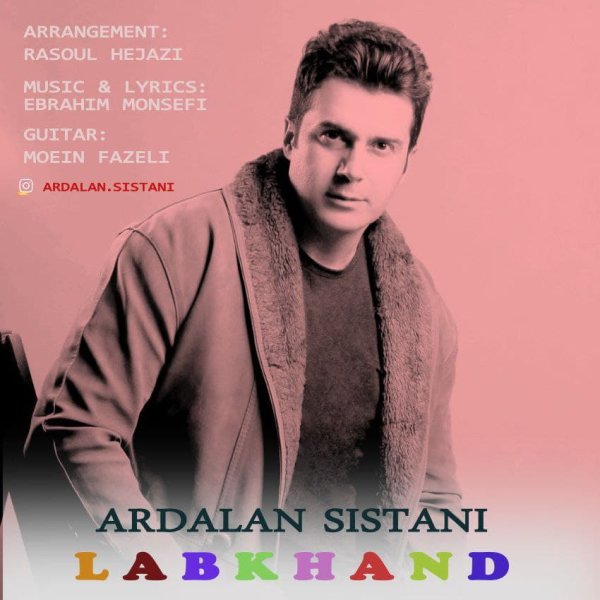 ARRANGEMENT:
RASOUL HEJAZI
MUSIC & LYRICS:
EBRAHIM MONSEFI
GUITAR:
MOEIN FAZELI
ARDALAN.SISTANI
ARDALAN SISTANI
LABKHAND